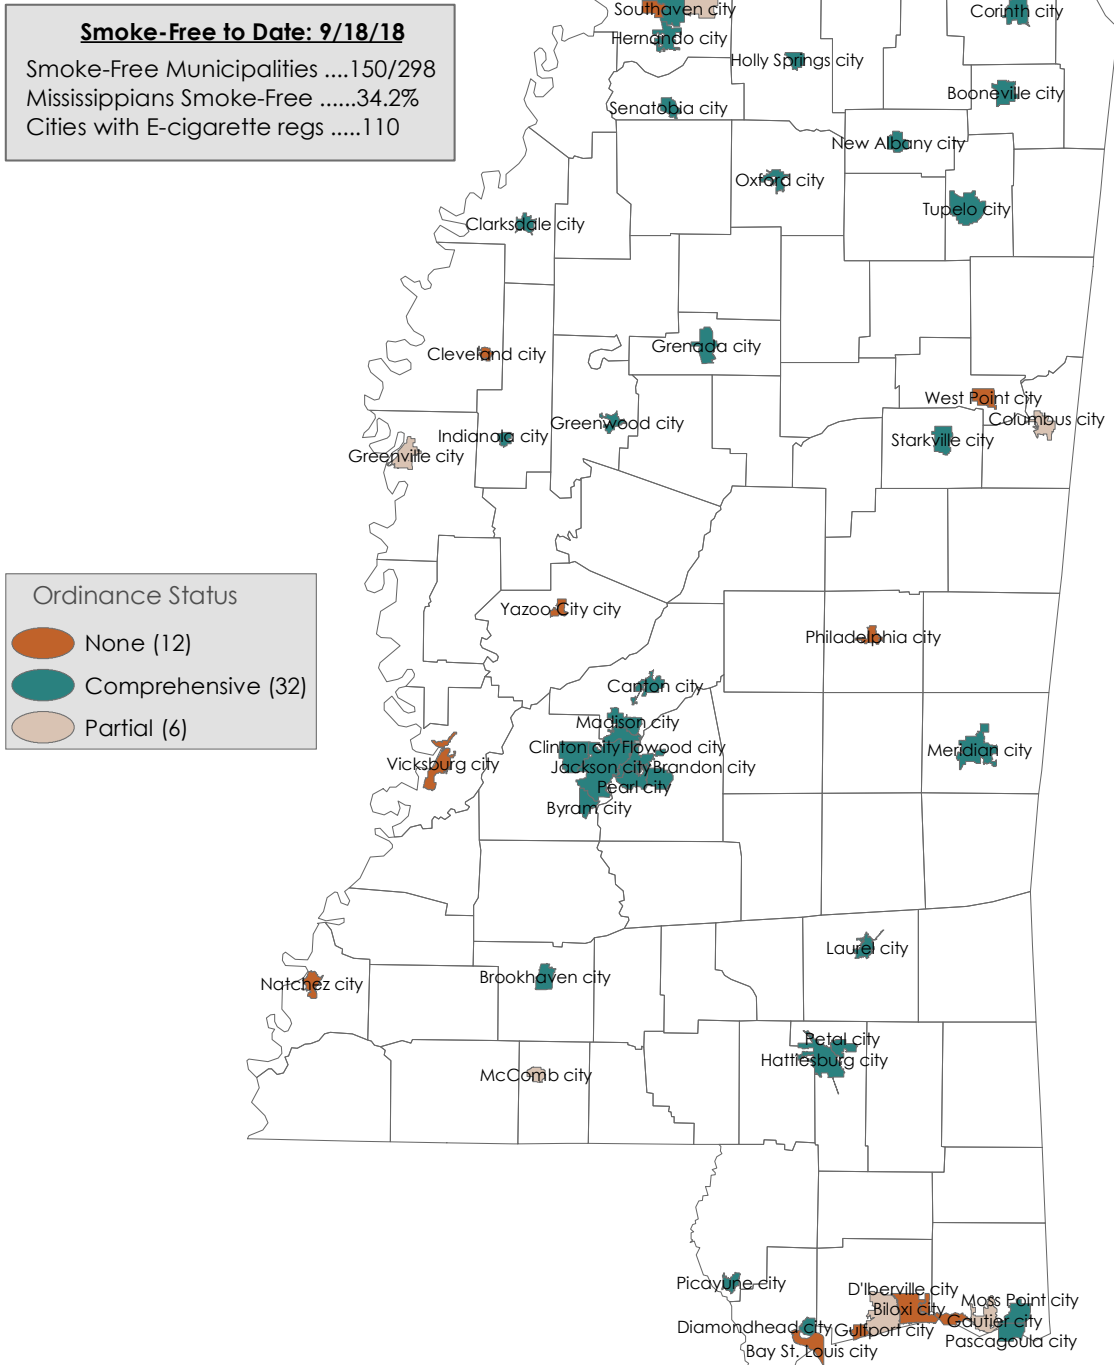 Smoke-Free to Date: 9/18/18
Smoke-Free Municipalities ....150/298
Mississippians Smoke-Free ......34.2%
Cities with E-cigarette regs .....110
Southaven city
Corinth city
Hernando city
Holly Springs city
Booneville city
Senatobia city
New Albany city
Oxford city
Tupelo city
Clarksdale city
Cleveland city
Grenada city
West Point city
Columbus city
Greenwood city
Indianola city
Starkville city
Greenville city
Ordinance Status
None (12)
Comprehensive (32)
Partial (6)
Yazoo City city
Philadelphia city
Canton city
Madison city
Clinton city
Flowood city
Meridian city
Vicksburg city
Jackson city
Brandon city
Pearl city
Byram city
Laurel city
Natchez city
Brookhaven city
Petal city
Hattiesburg city
McComb city
Picayune city
D'Iberville city
Moss Point city
Biloxi city
Gautier city
Diamondhead city
Gulfport city
Pascagoula city
Bay St. Louis city